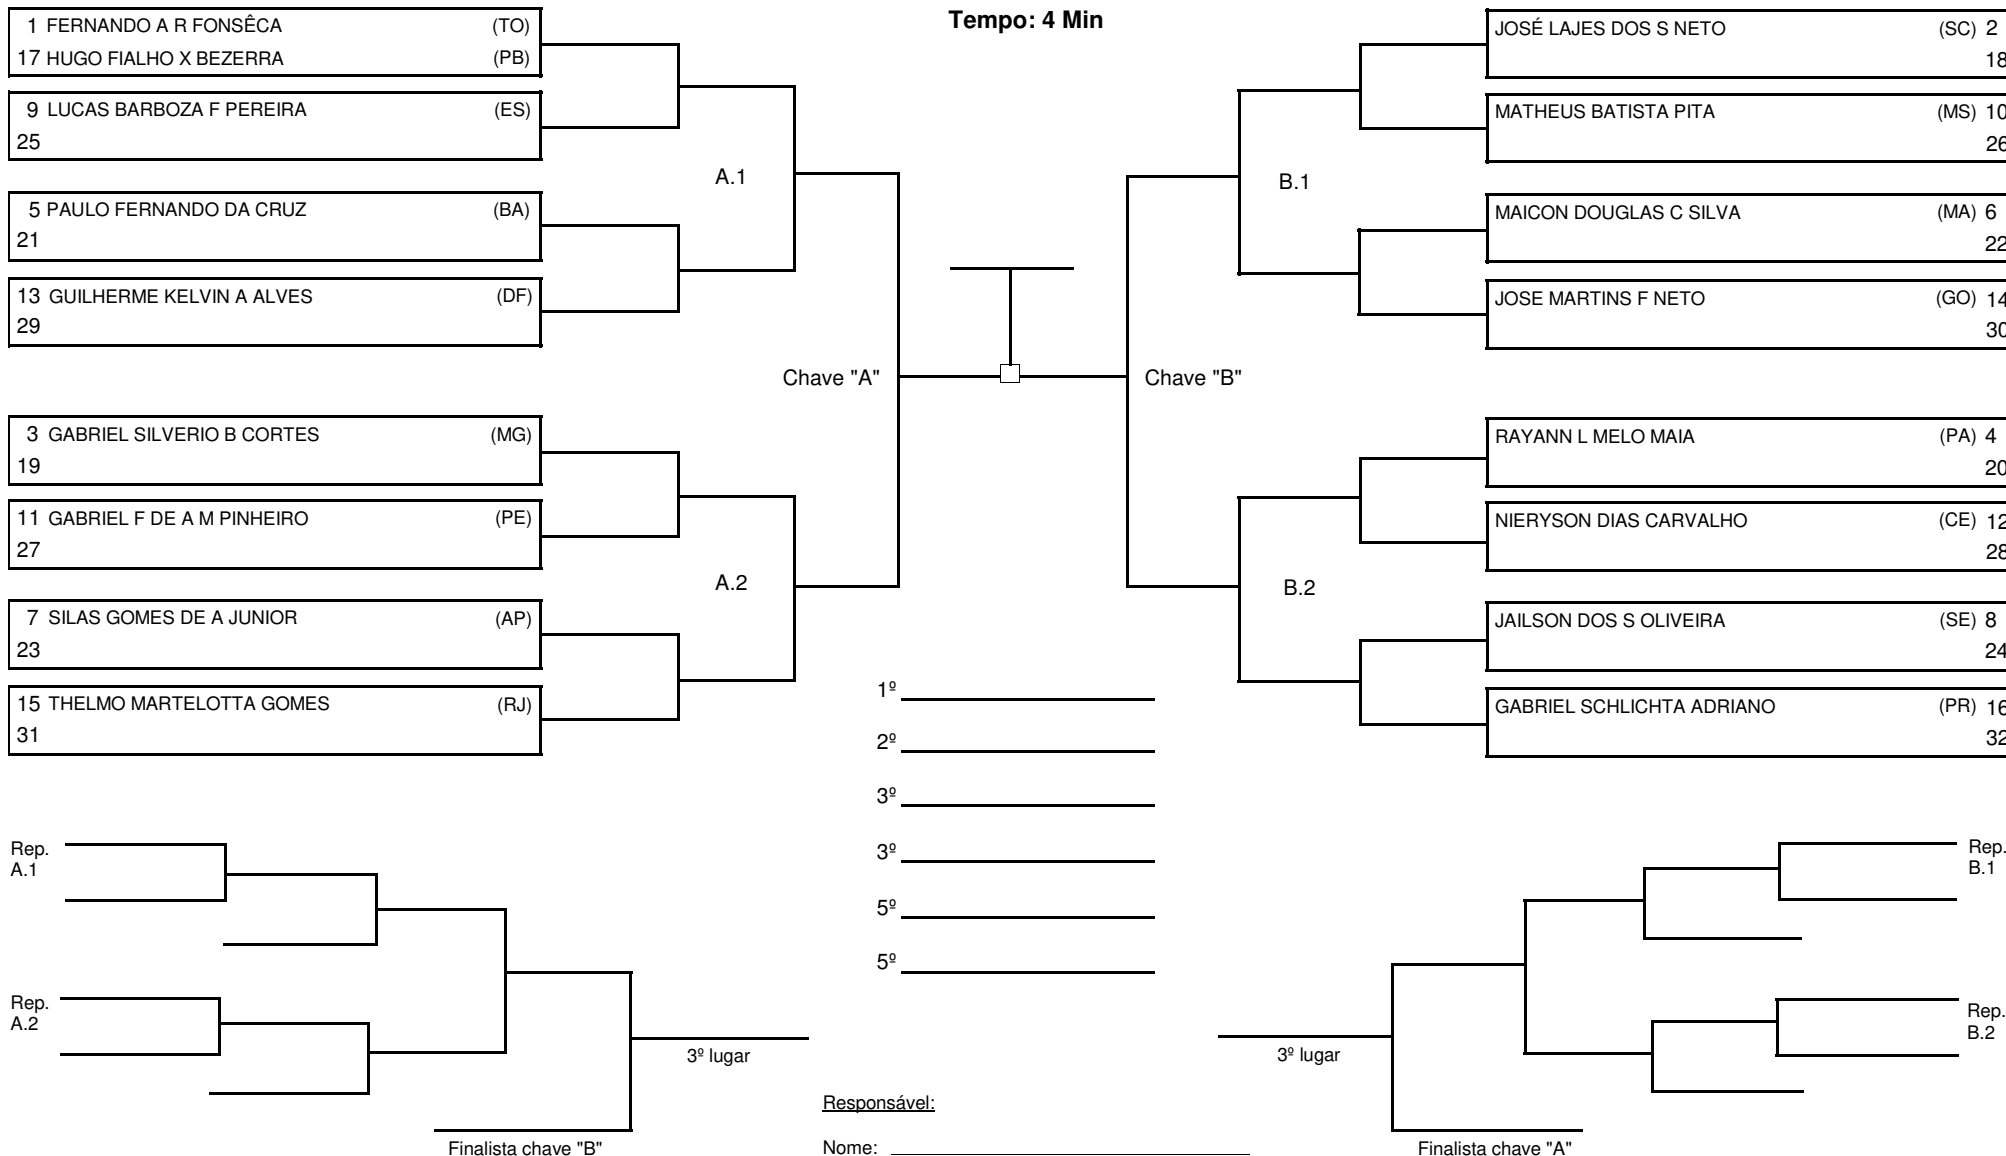 Tempo: 4 Min
1 FERNANDO A R FONSÊCA (TO)
17 HUGO FIALHO X BEZERRA (PB)
9 LUCAS BARBOZA F PEREIRA (ES)
25
A.1
5 PAULO FERNANDO DA CRUZ (BA)
21
13 GUILHERME KELVIN A ALVES (DF)
29
Chave "A"
3 GABRIEL SILVERIO B CORTES (MG)
19
11 GABRIEL F DE A M PINHEIRO (PE)
27
A.2
7 SILAS GOMES DE A JUNIOR (AP)
23
15 THELMO MARTELOTTA GOMES (RJ)
31
JOSÉ LAJES DOS S NETO (SC) 2
18
MATHEUS BATISTA PITA (MS) 10
26
B.1
MAICON DOUGLAS C SILVA (MA) 6
22
JOSE MARTINS F NETO (GO) 14
30
Chave "B"
RAYANN L MELO MAIA (PA) 4
20
NIERYSON DIAS CARVALHO (CE) 12
28
B.2
JAILSON DOS S OLIVEIRA (SE) 8
24
GABRIEL SCHLICHTA ADRIANO (PR) 16
32
1º
2º
3º
3º
5º
5º
Rep.
A.1
Rep.
A.2
3º lugar
Finalista chave "B"
Rep.
B.1
Rep.
B.2
3º lugar
Finalista chave "A"
Responsável:
Nome: